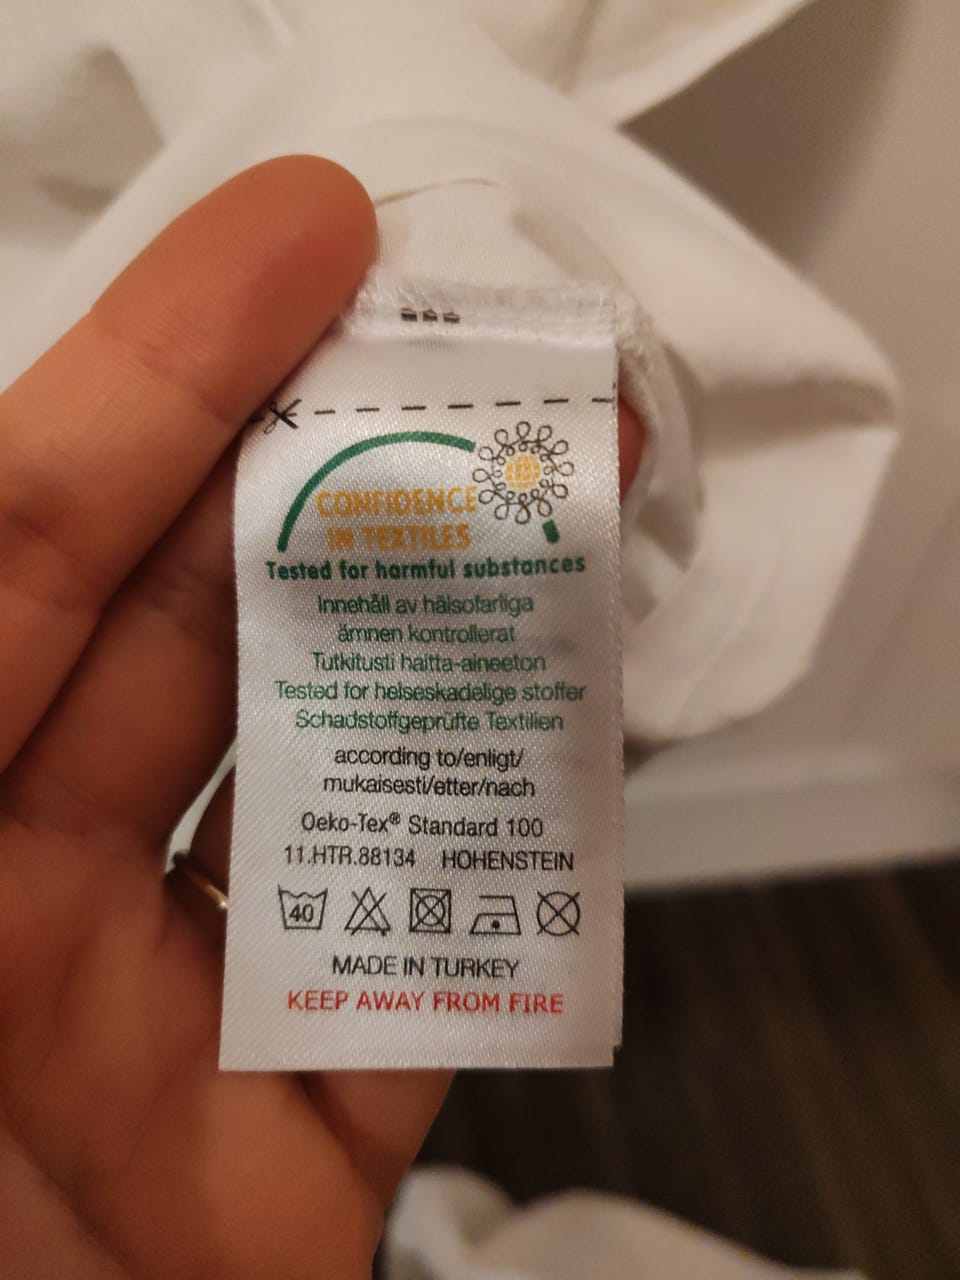 CONFIDENCE
IN TEXTILES
Tested for harmful substances
Innehåll av hälsofarliga
ämnen kontrollerat
Tutkitusti haitta-aineeton
Tested for helseskadelige stoffer
Schadstoffgeprüfte Textilien
according to/enligt/
mukaisesti/etter/nach
Oeko-Tex® Standard 100
11.HTR.88134 HOHENSTEIN
40
MADE IN TURKEY
KEEP AWAY FROM FIRE